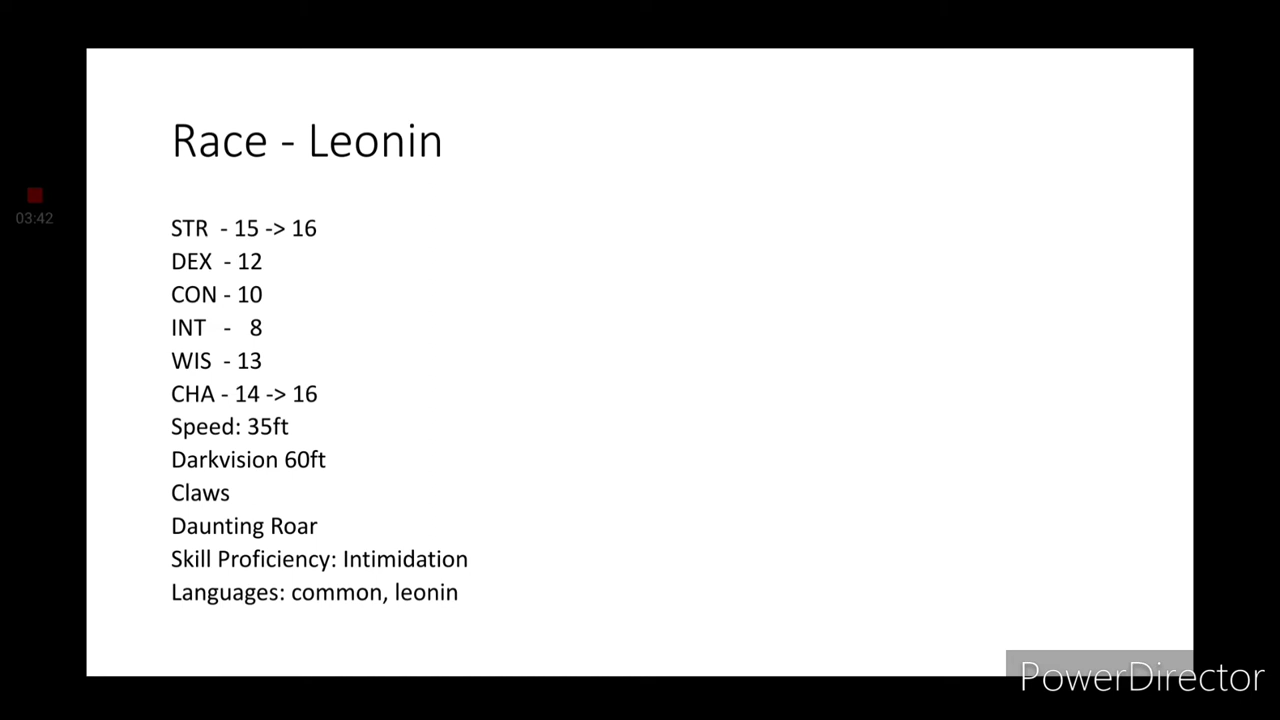 Race - Leonin
STR - 15 -> 16
DEX - 12
CON - 10
INT - 8
WIS - 13
CHA - 14 -> 16
Speed: 35ft
Darkvision 60ft
Claws
Daunting Roar
Skill Proficiency: Intimidation
Languages: common, leonin
03:42
PowerDirector